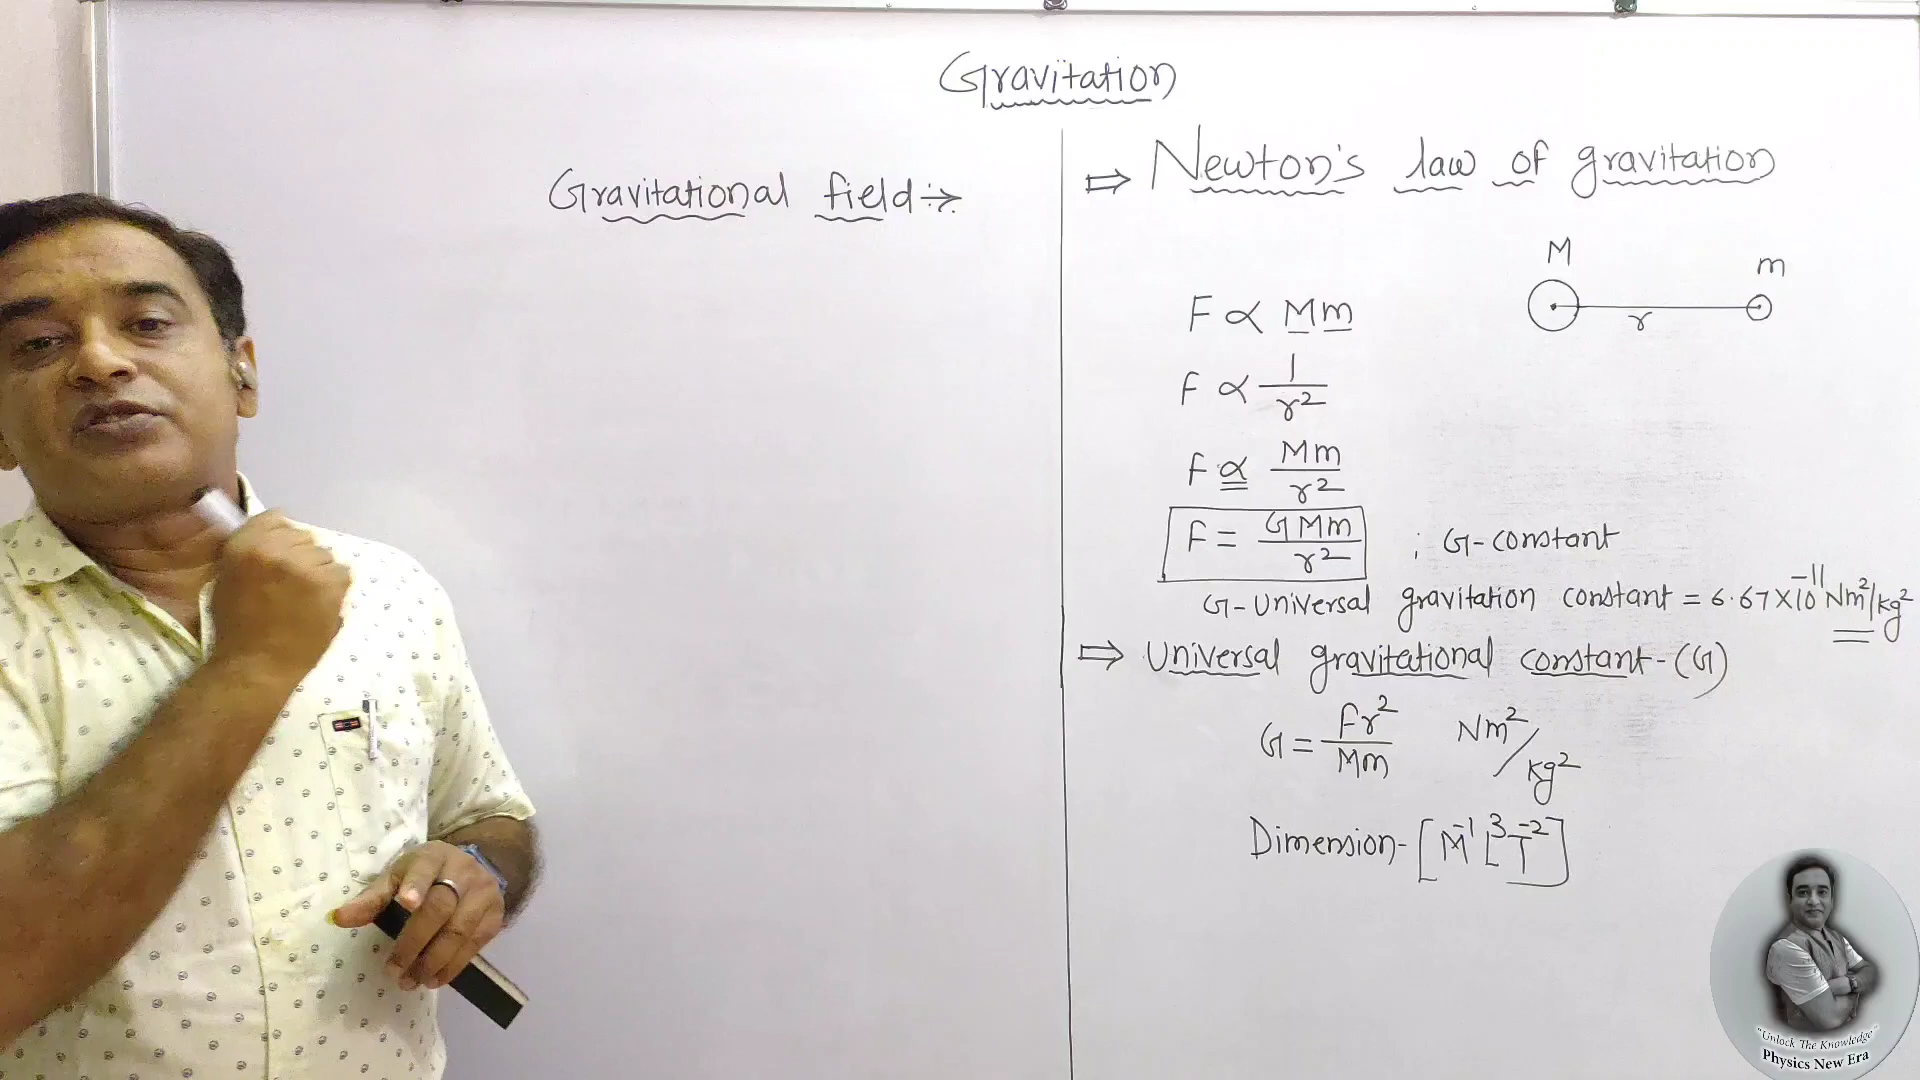 Gravitation
Gravitational field :→
⇒ Newton's law of gravitation
M
m
r
F ∝ Mm
F ∝ 1/r²
F ∝ Mm/r²
F = GMm/r² ; G-constant
G-Universal gravitation constant = 6.67×10⁻¹¹ Nm²/kg²
⇒ Universal gravitational constant-(G)
G = Fr²/Mm Nm²/kg²
Dimension-[M⁻¹L³T⁻²]
"Unlock The Knowledge"
Physics New Era